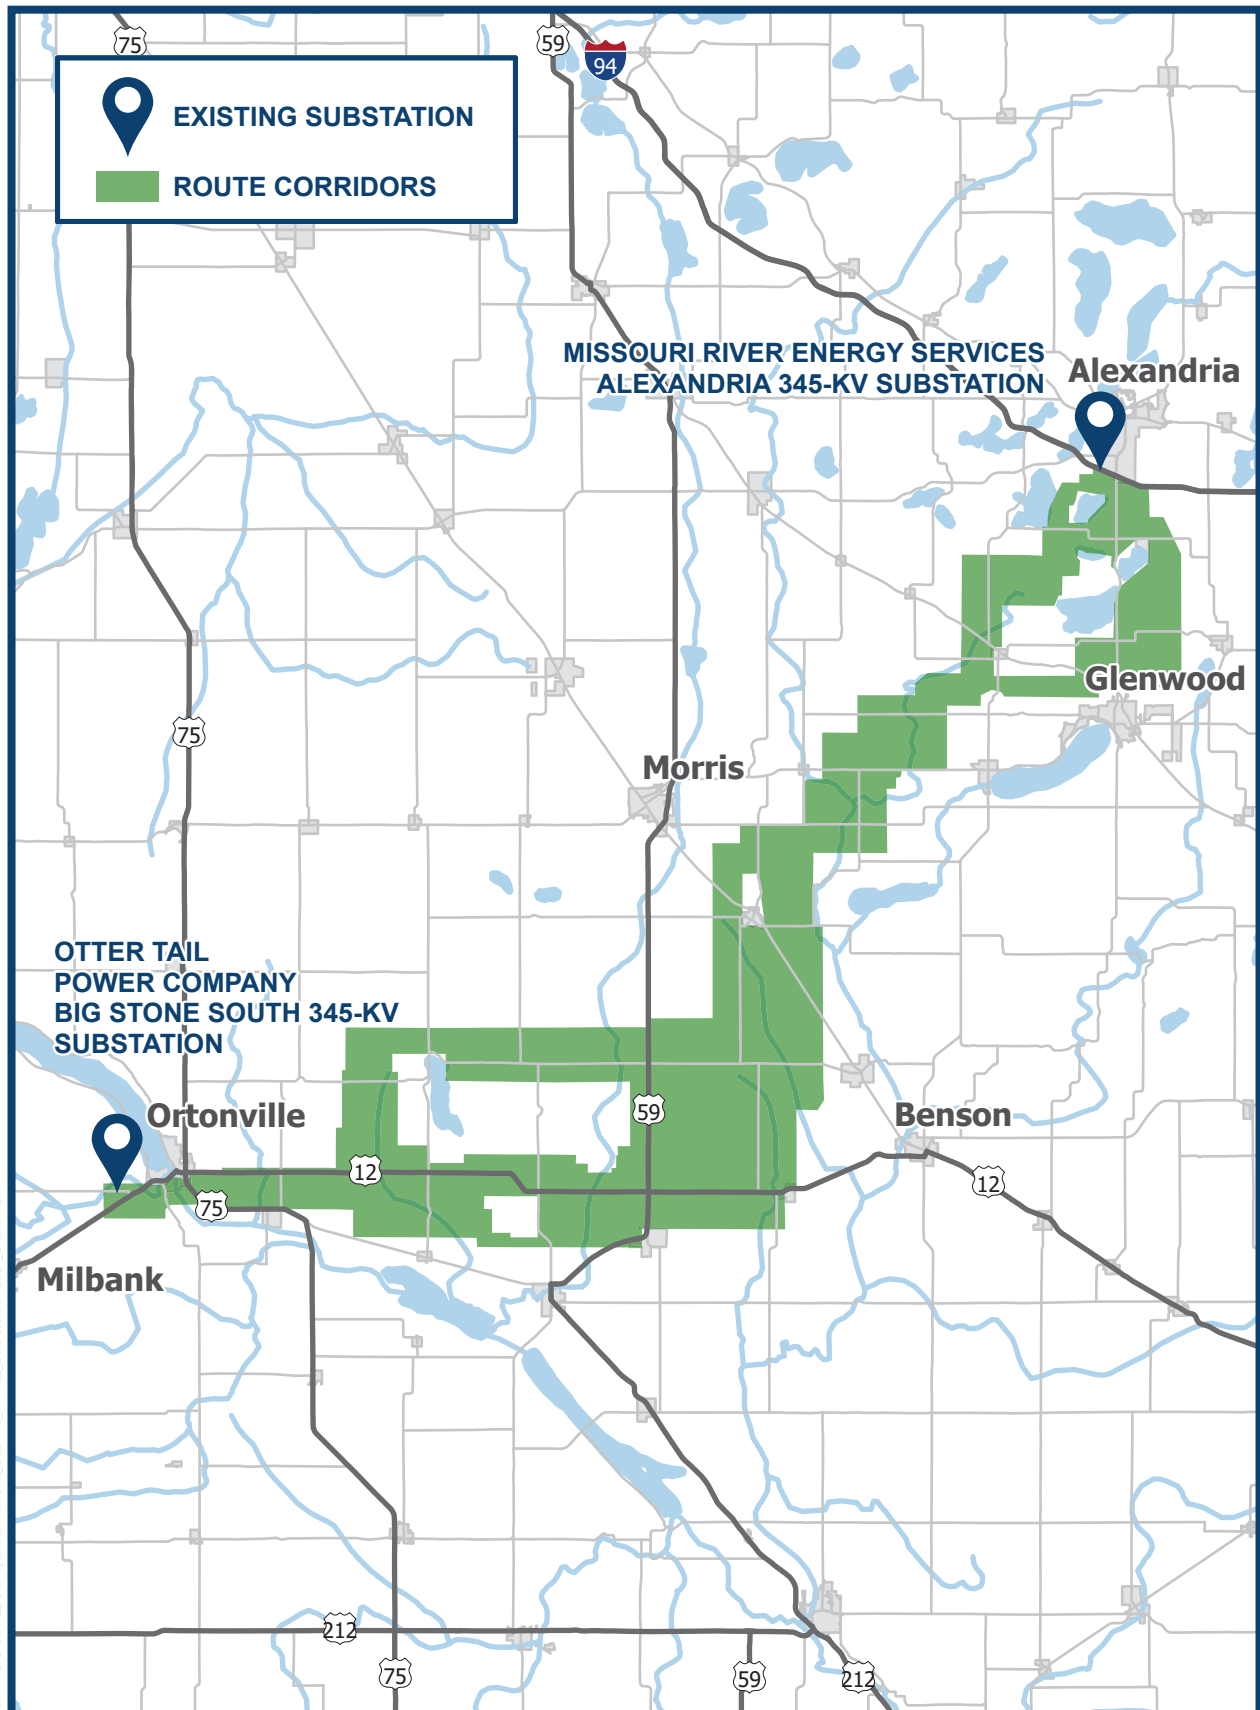 75
59
94
EXISTING SUBSTATION
ROUTE CORRIDORS
MISSOURI RIVER ENERGY SERVICES
ALEXANDRIA 345-KV SUBSTATION
Alexandria
Glenwood
75
Morris
OTTER TAIL
POWER COMPANY
BIG STONE SOUTH 345-KV
SUBSTATION
Ortonville
59
Benson
12
12
75
Milbank
212
75
59
212